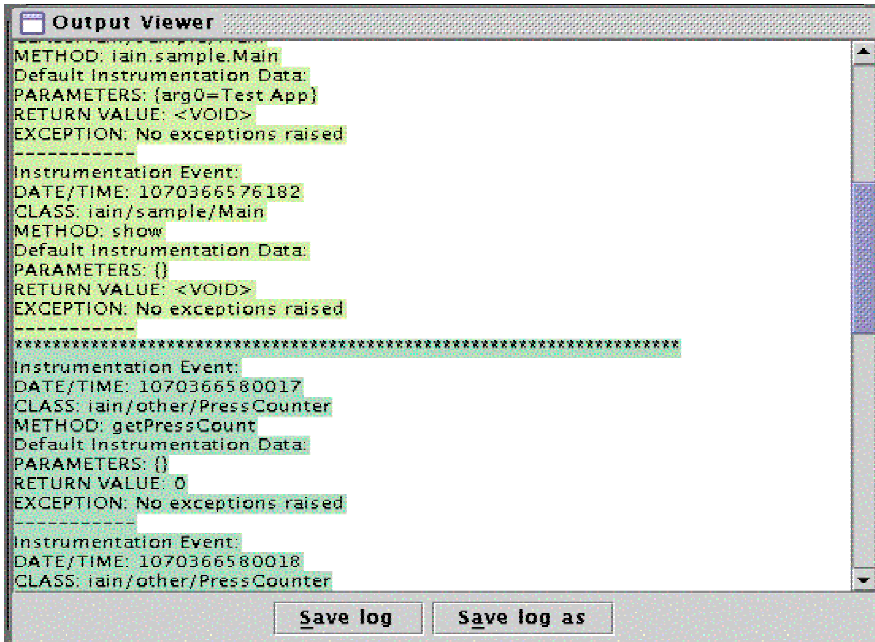 Output Viewer
METHOD: iain.sample.Main
Default Instrumentation Data:
PARAMETERS: {arg0=Test App}
RETURN VALUE: <VOID>
EXCEPTION: No exceptions raised
-----------
Instrumentation Event:
DATE/TIME: 1070366576182
CLASS: iain/sample/Main
METHOD: show
Default Instrumentation Data:
PARAMETERS: {}
RETURN VALUE: <VOID>
EXCEPTION: No exceptions raised
-----------
**********************************************************************
Instrumentation Event:
DATE/TIME: 1070366580017
CLASS: iain/other/PressCounter
METHOD: getPressCount
Default Instrumentation Data:
PARAMETERS: {}
RETURN VALUE: 0
EXCEPTION: No exceptions raised
-----------
Instrumentation Event:
DATE/TIME: 1070366580018
CLASS: iain/other/PressCounter
Save log
Save log as